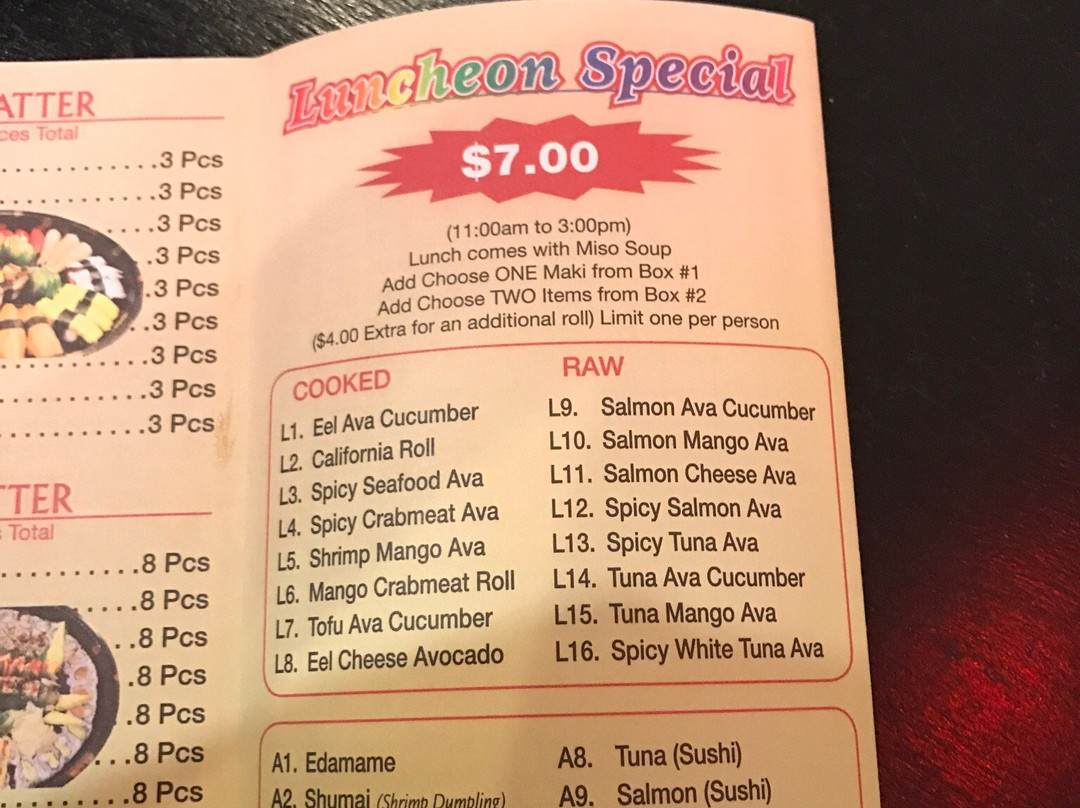 ATTER
ces Total
...........3 Pcs
...........3 Pcs
....3 Pcs
.3 Pcs
.3 Pcs
..3 Pcs
...........3 Pcs
...........3 Pcs
...........3 Pcs
TTER
Total
..........8 Pcs
.....8 Pcs
..8 Pcs
.8 Pcs
.8 Pcs
...8 Pcs
..........8 Pcs
Luncheon Special
$7.00
(11:00am to 3:00pm)
Lunch comes with Miso Soup
Add Choose ONE Maki from Box #1
Add Choose TWO Items from Box #2
($4.00 Extra for an additional roll) Limit one per person
COOKED
L1. Eel Ava Cucumber
L2. California Roll
L3. Spicy Seafood Ava
L4. Spicy Crabmeat Ava
L5. Shrimp Mango Ava
L6. Mango Crabmeat Roll
L7. Tofu Ava Cucumber
L8. Eel Cheese Avocado
RAW
L9. Salmon Ava Cucumber
L10. Salmon Mango Ava
L11. Salmon Cheese Ava
L12. Spicy Salmon Ava
L13. Spicy Tuna Ava
L14. Tuna Ava Cucumber
L15. Tuna Mango Ava
L16. Spicy White Tuna Ava
A1. Edamame
A2. Shumai (Shrimp Dumpling)
A8. Tuna (Sushi)
A9. Salmon (Sushi)